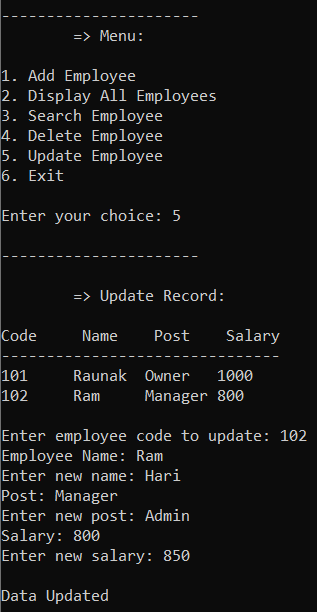 ----------------------
=> Menu:
1. Add Employee
2. Display All Employees
3. Search Employee
4. Delete Employee
5. Update Employee
6. Exit
Enter your choice: 5
----------------------
=> Update Record:
Code     Name    Post    Salary
-------------------------------
101     Raunak  Owner   1000
102     Ram     Manager 800
Enter employee code to update: 102
Employee Name: Ram
Enter new name: Hari
Post: Manager
Enter new post: Admin
Salary: 800
Enter new salary: 850
Data Updated